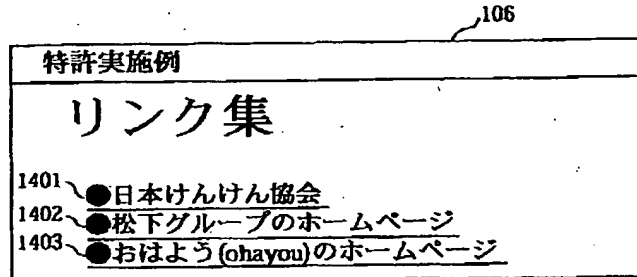 106
特許実施例
リンク集
1401 ●日本けんけん協会
1402 ●松下グループのホームページ
1403 ●おはよう(ohayou)のホームページ